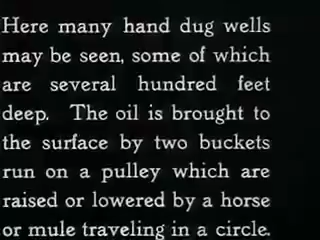 Here many hand dug wells
may be seen, some of which
are several hundred feet
deep. The oil is brought to
the surface by two buckets
run on a pulley which are
raised or lowered by a horse
or mule traveling in a circle.